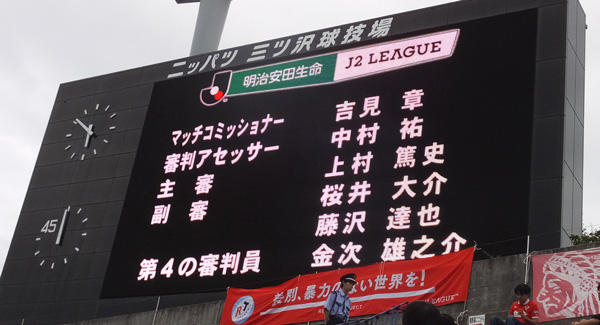 ニッパツ 三ツ沢球技場
明治安田生命 J2 LEAGUE
マッチコミッショナー 吉見 章
審判アセッサー 中村 祐
主 審 上村 篤史
副 審 桜井 大介
藤沢 達也
第4の審判員 金次 雄之介
45
差別、暴力のない世界を!